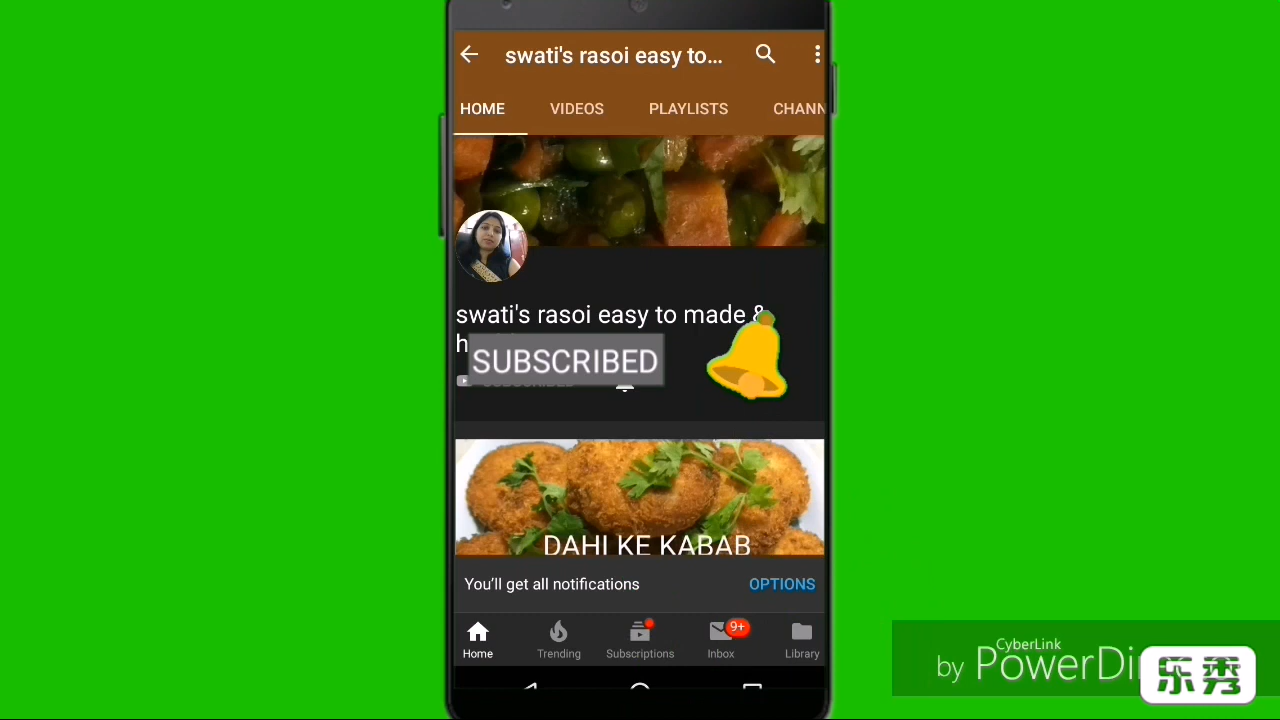 swati's rasoi easy to...
HOME VIDEOS PLAYLISTS CHANN
swati's rasoi easy to made &
h
SUBSCRIBED
DAHI KE KABAB
You'll get all notifications OPTIONS
9+
Home Trending Subscriptions Inbox Library
CyberLink
by PowerDi
乐秀